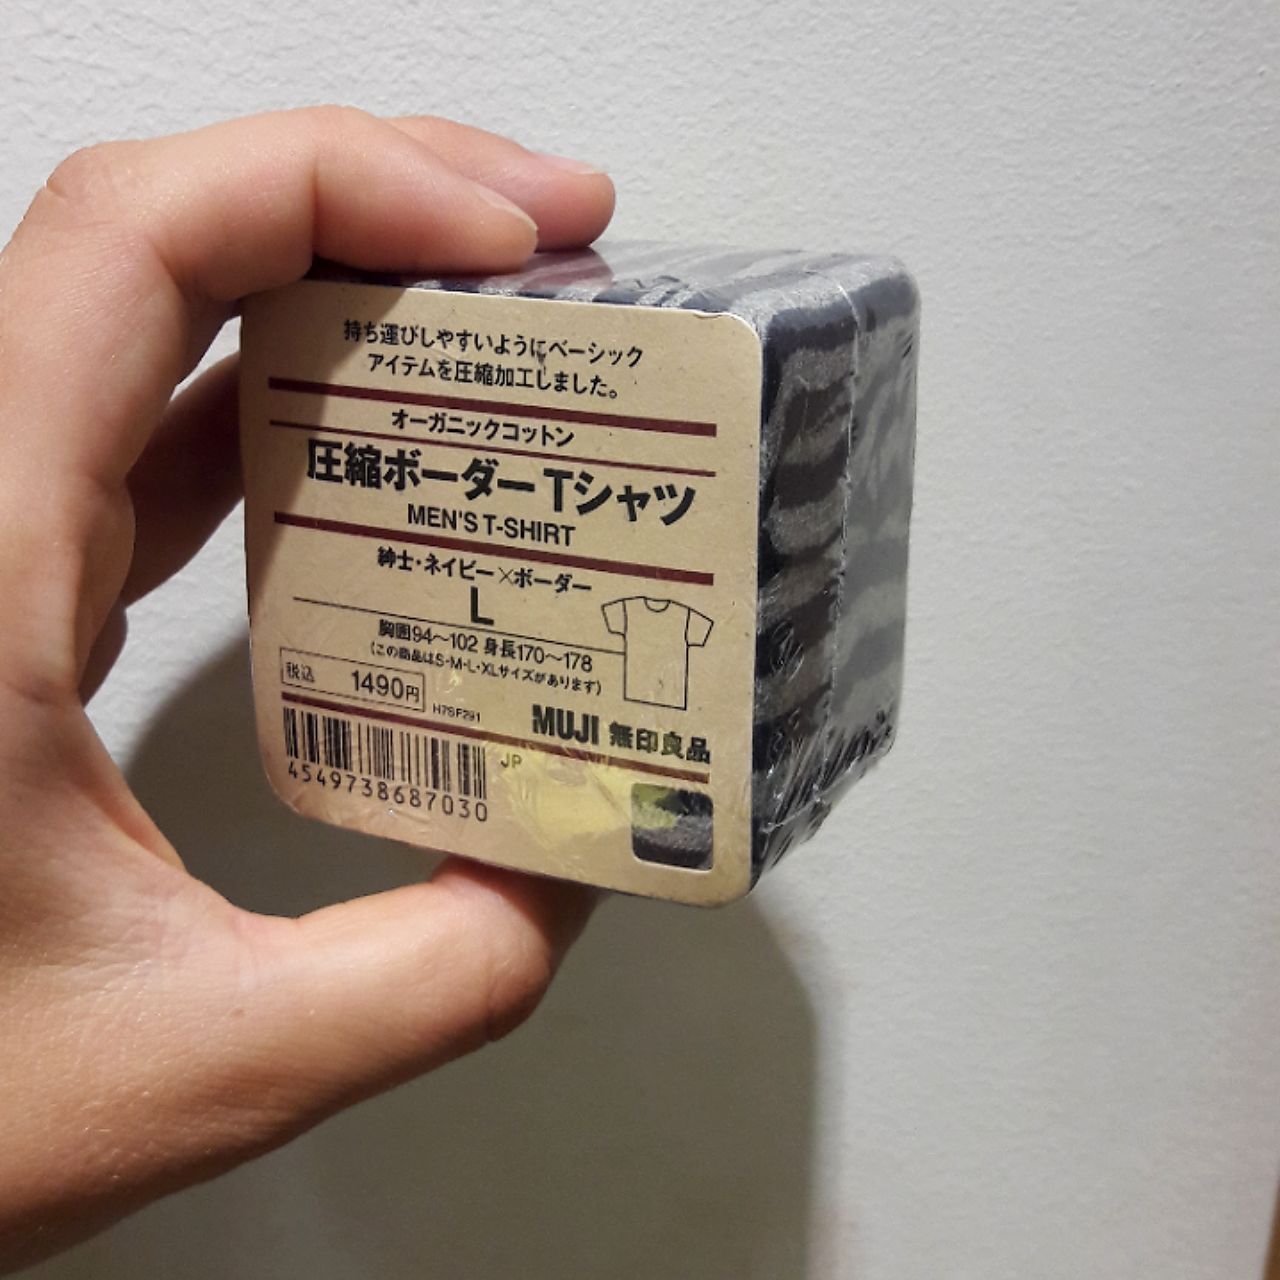 持ち運びしやすいようにベーシック
アイテムを圧縮加工しました。
オーガニックコットン
圧縮ボーダーTシャツ
MEN'S T-SHIRT
紳士・ネイビー×ボーダー
L
胸囲94〜102 身長170〜178
(この商品はS・M・L・XLサイズがあります)
税込 1490円
H7SF291
MUJI 無印良品
JP
4549738687030